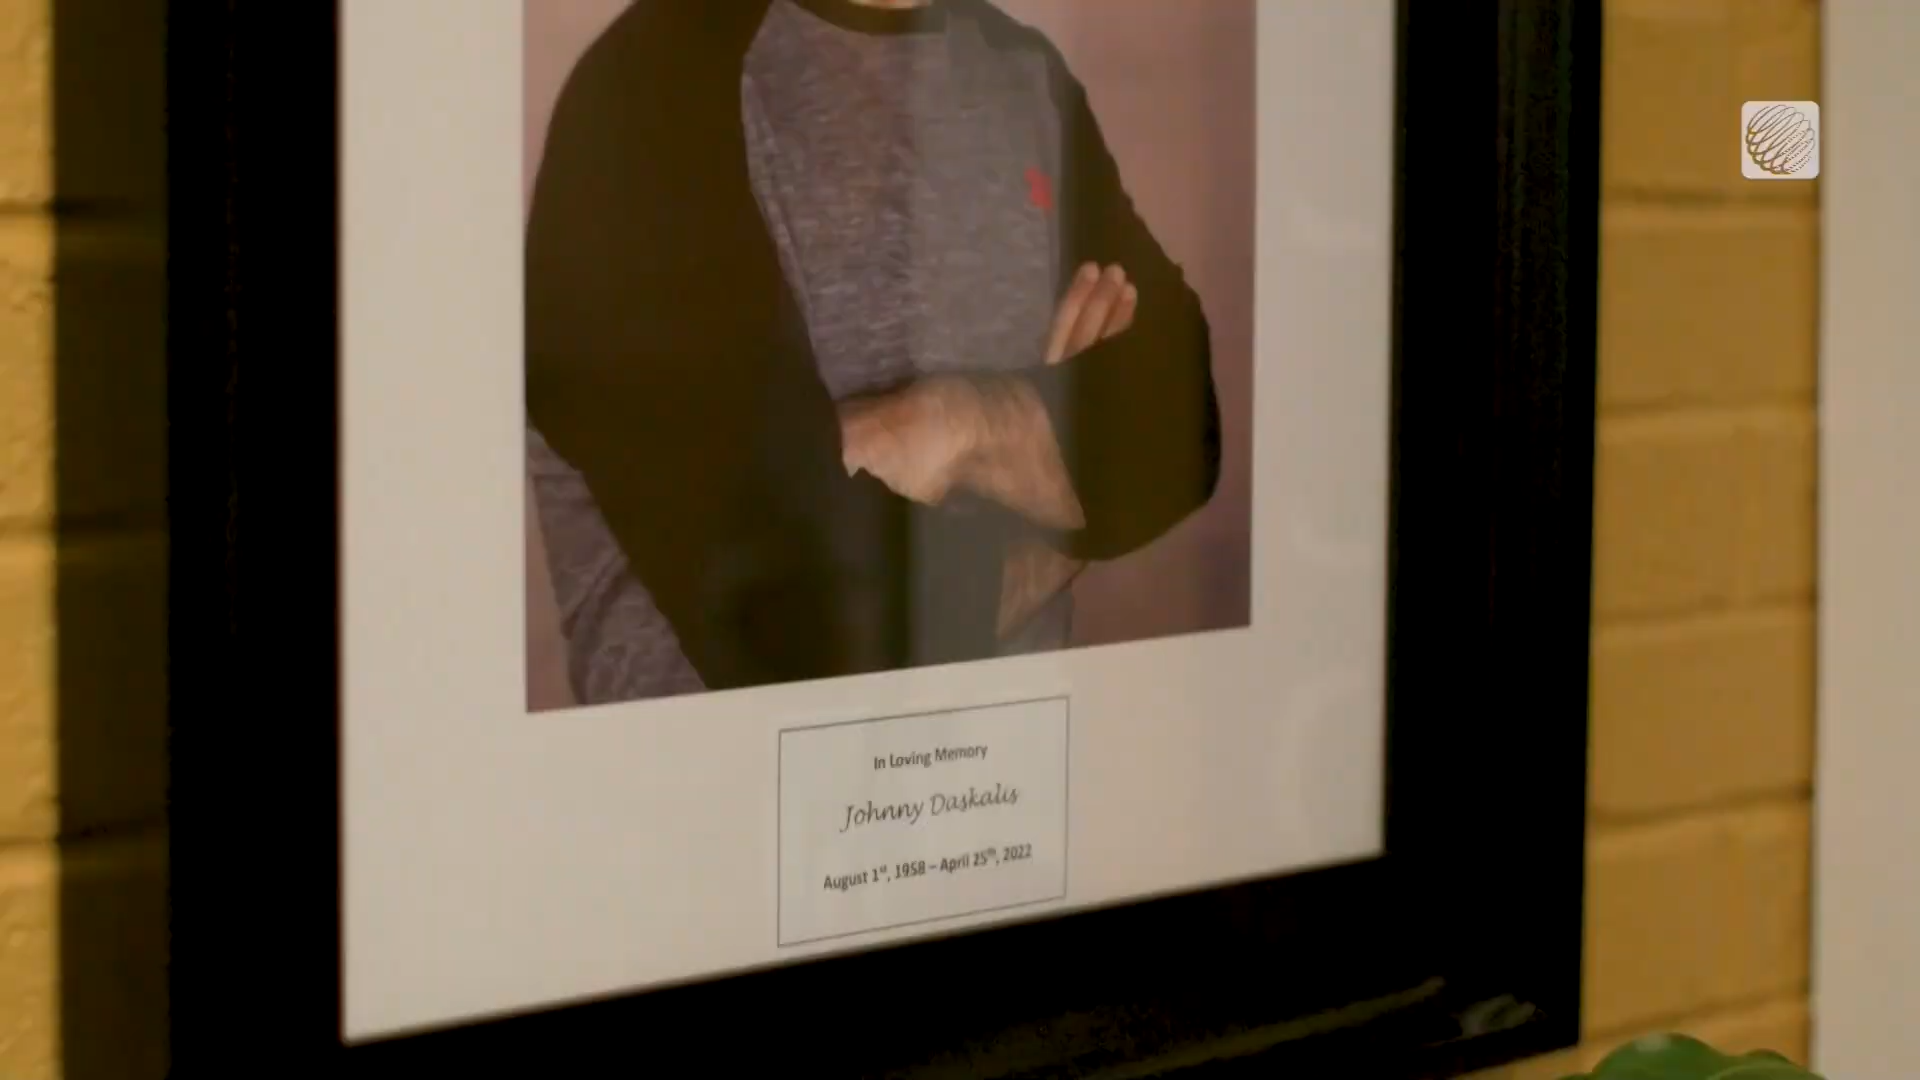 In Loving Memory
Johnny Daskalis
August 1st, 1958 – April 25th, 2022